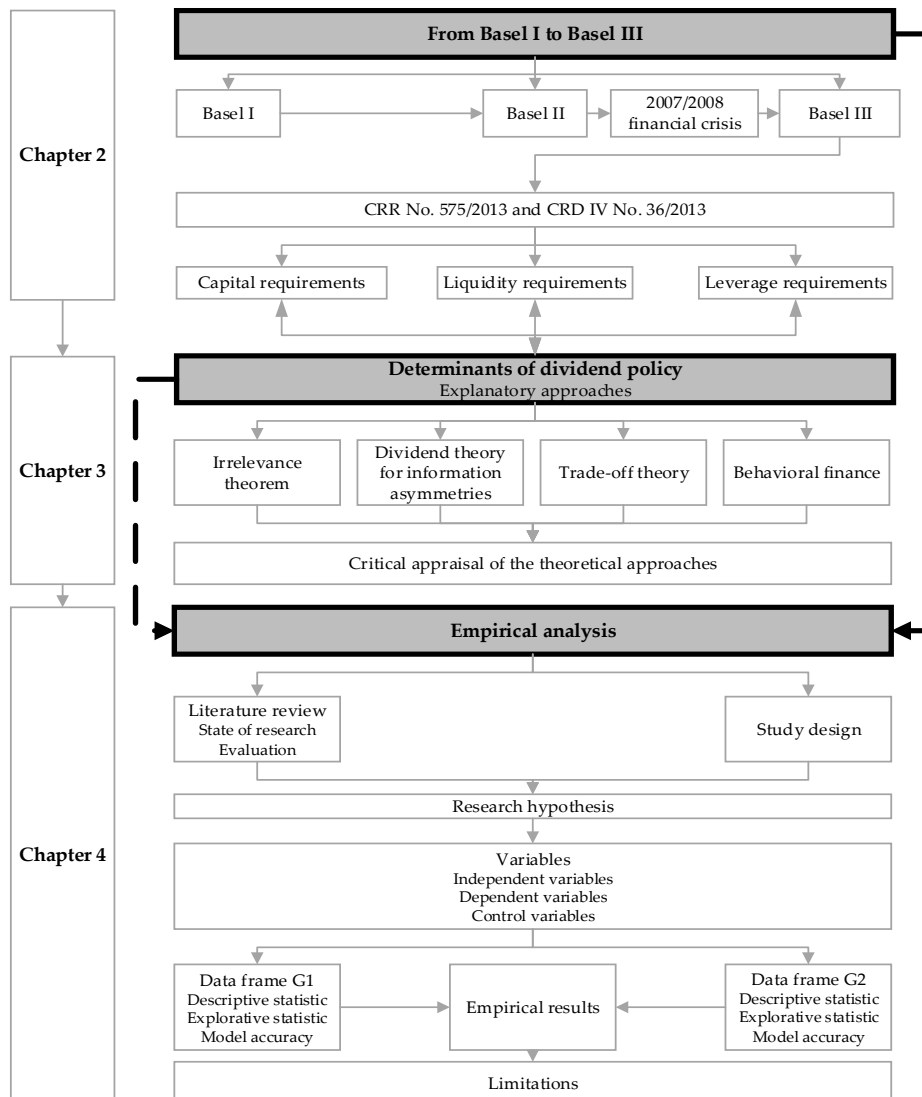 From Basel I to Basel III
Chapter 2
Basel I
Basel II
2007/2008
financial crisis
Basel III
CRR No. 575/2013 and CRD IV No. 36/2013
Capital requirements
Liquidity requirements
Leverage requirements
Chapter 3
Determinants of dividend policy
Explanatory approaches
Irrelevance
theorem
Dividend theory
for information
asymmetries
Trade-off theory
Behavioral finance
Critical appraisal of the theoretical approaches
Chapter 4
Empirical analysis
Literature review
State of research
Evaluation
Study design
Research hypothesis
Variables
Independent variables
Dependent variables
Control variables
Data frame G1
Descriptive statistic
Explorative statistic
Model accuracy
Empirical results
Data frame G2
Descriptive statistic
Explorative statistic
Model accuracy
Limitations